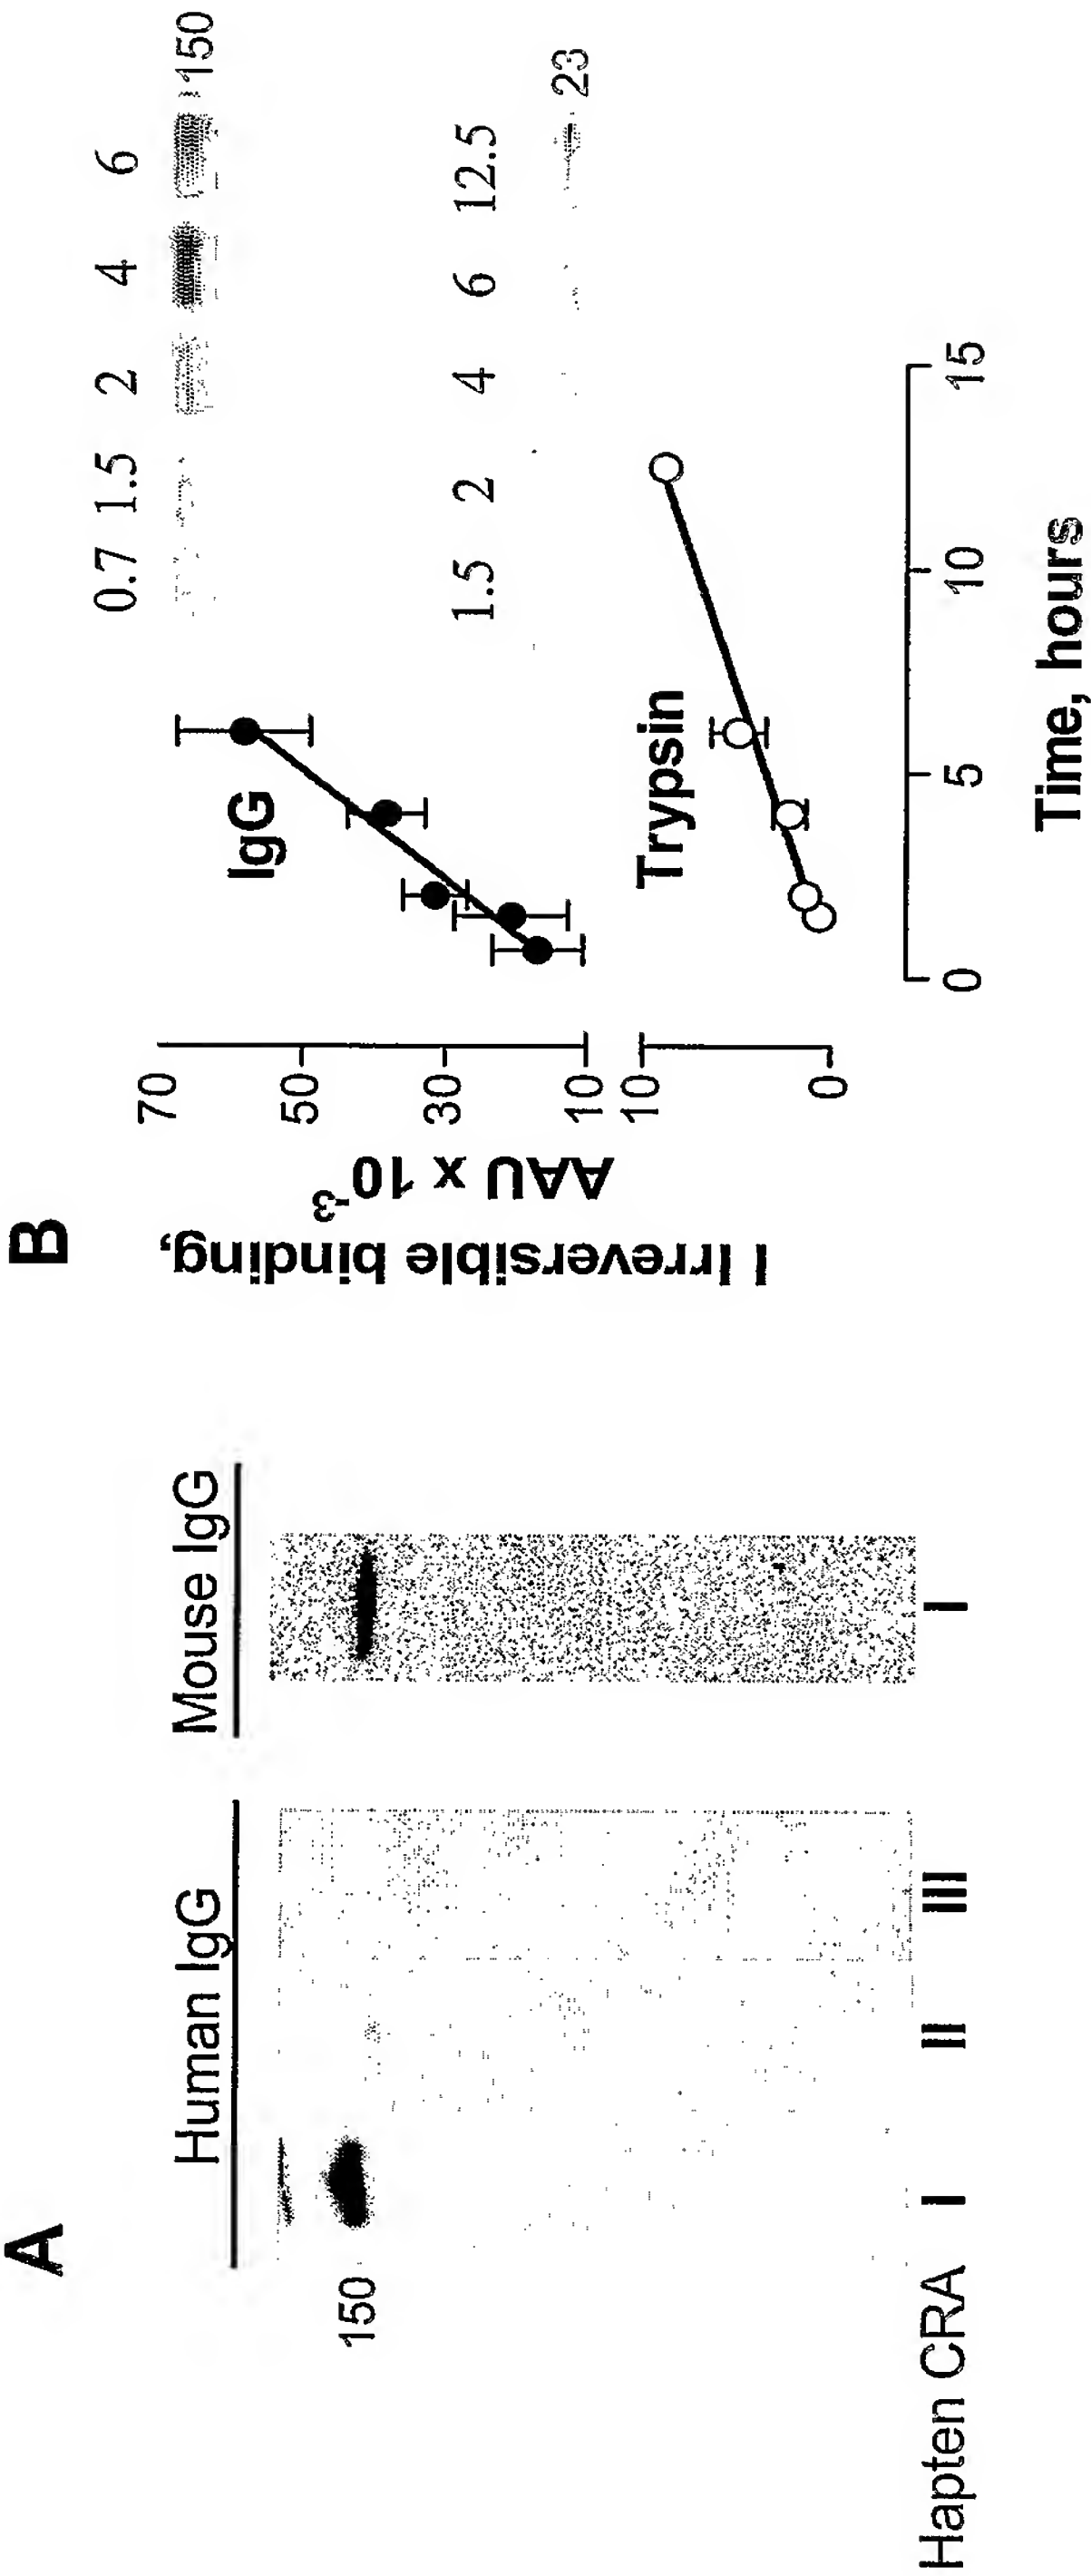 A
Human IgG
Mouse IgG
150
Hapten CRA I II III I
B
I Irreversible binding,
AAU x 10-3
70
50
30
10
10
0
IgG
0.7 1.5 2 4 6
150
Trypsin
1.5 2 4 6 12.5
23
0 5 10 15
Time, hours